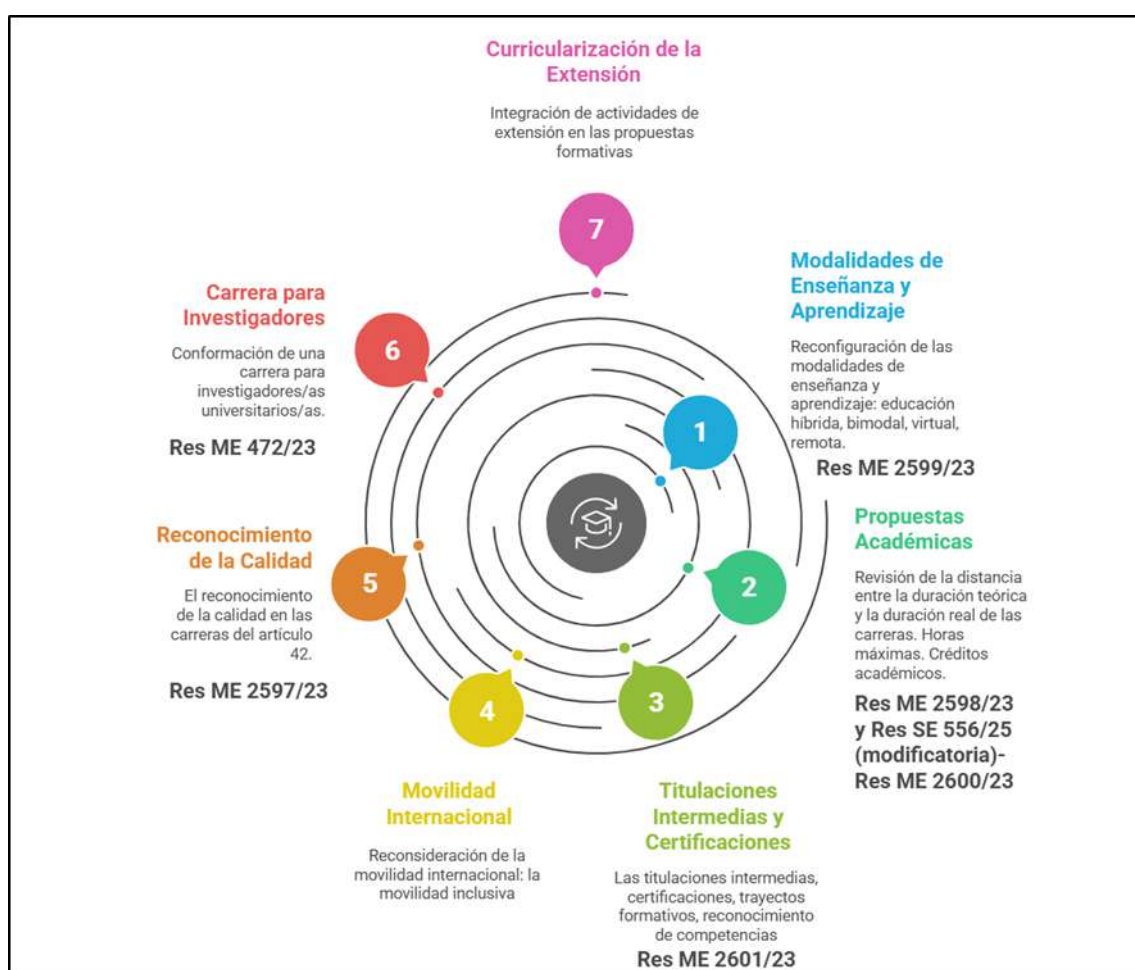 Curricularización de la
Extensión
Integración de actividades de
extensión en las propuestas
formativas
7
Modalidades de
Enseñanza y
Aprendizaje
Reconfiguración de las
modalidades de
enseñanza y
aprendizaje: educación
híbrida, bimodal, virtual,
remota.
Res ME 2599/23
1
Propuestas
Académicas
Revisión de la distancia
entre la duración teórica
y la duración real de las
carreras. Horas
máximas. Créditos
académicos.
Res ME 2598/23
y Res SE 556/25
(modificatoria)-
Res ME 2600/23
2
3
Titulaciones
Intermedias y
Certificaciones
Las titulaciones intermedias,
certificaciones, trayectos
formativos, reconocimiento
de competencias
Res ME 2601/23
4
Movilidad
Internacional
Reconsideración de la
movilidad internacional: la
movilidad inclusiva
5
Reconocimiento
de la Calidad
El reconocimiento
de la calidad en las
carreras del artículo
42.
Res ME 2597/23
6
Carrera para
Investigadores
Conformación de una
carrera para
investigadores/as
universitarios/as.
Res ME 472/23